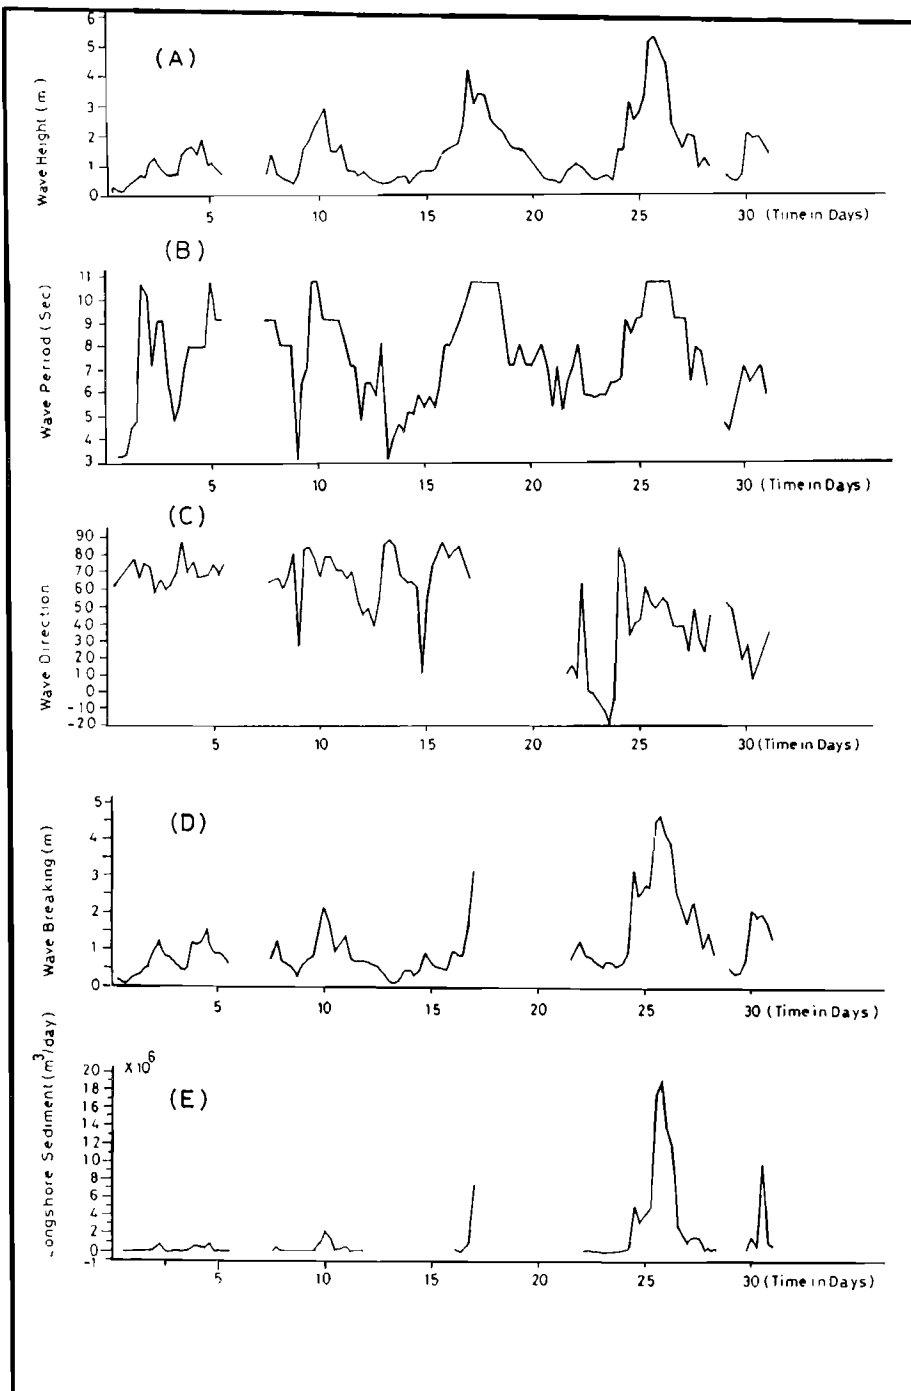 (A)
Wave Height (m)
6
5
4
3
2
1
0
5 10 15 20 25 30 (Time in Days)
(B)
Wave Period (Sec)
11
10
9
8
7
6
5
4
3
5 10 15 20 25 30 (Time in Days)
(C)
Wave Direction
90
80
70
60
50
40
30
20
10
0
-10
-20
5 10 15 20 25 30 (Time in Days)
(D)
Wave Breaking (m)
5
4
3
2
1
0
5 10 15 20 25 30 (Time in Days)
(E)
Longshore Sediment (m³/day)
X10⁶
20
18
16
14
12
10
8
6
4
2
0
-1
5 10 15 20 25 30 (Time in Days)